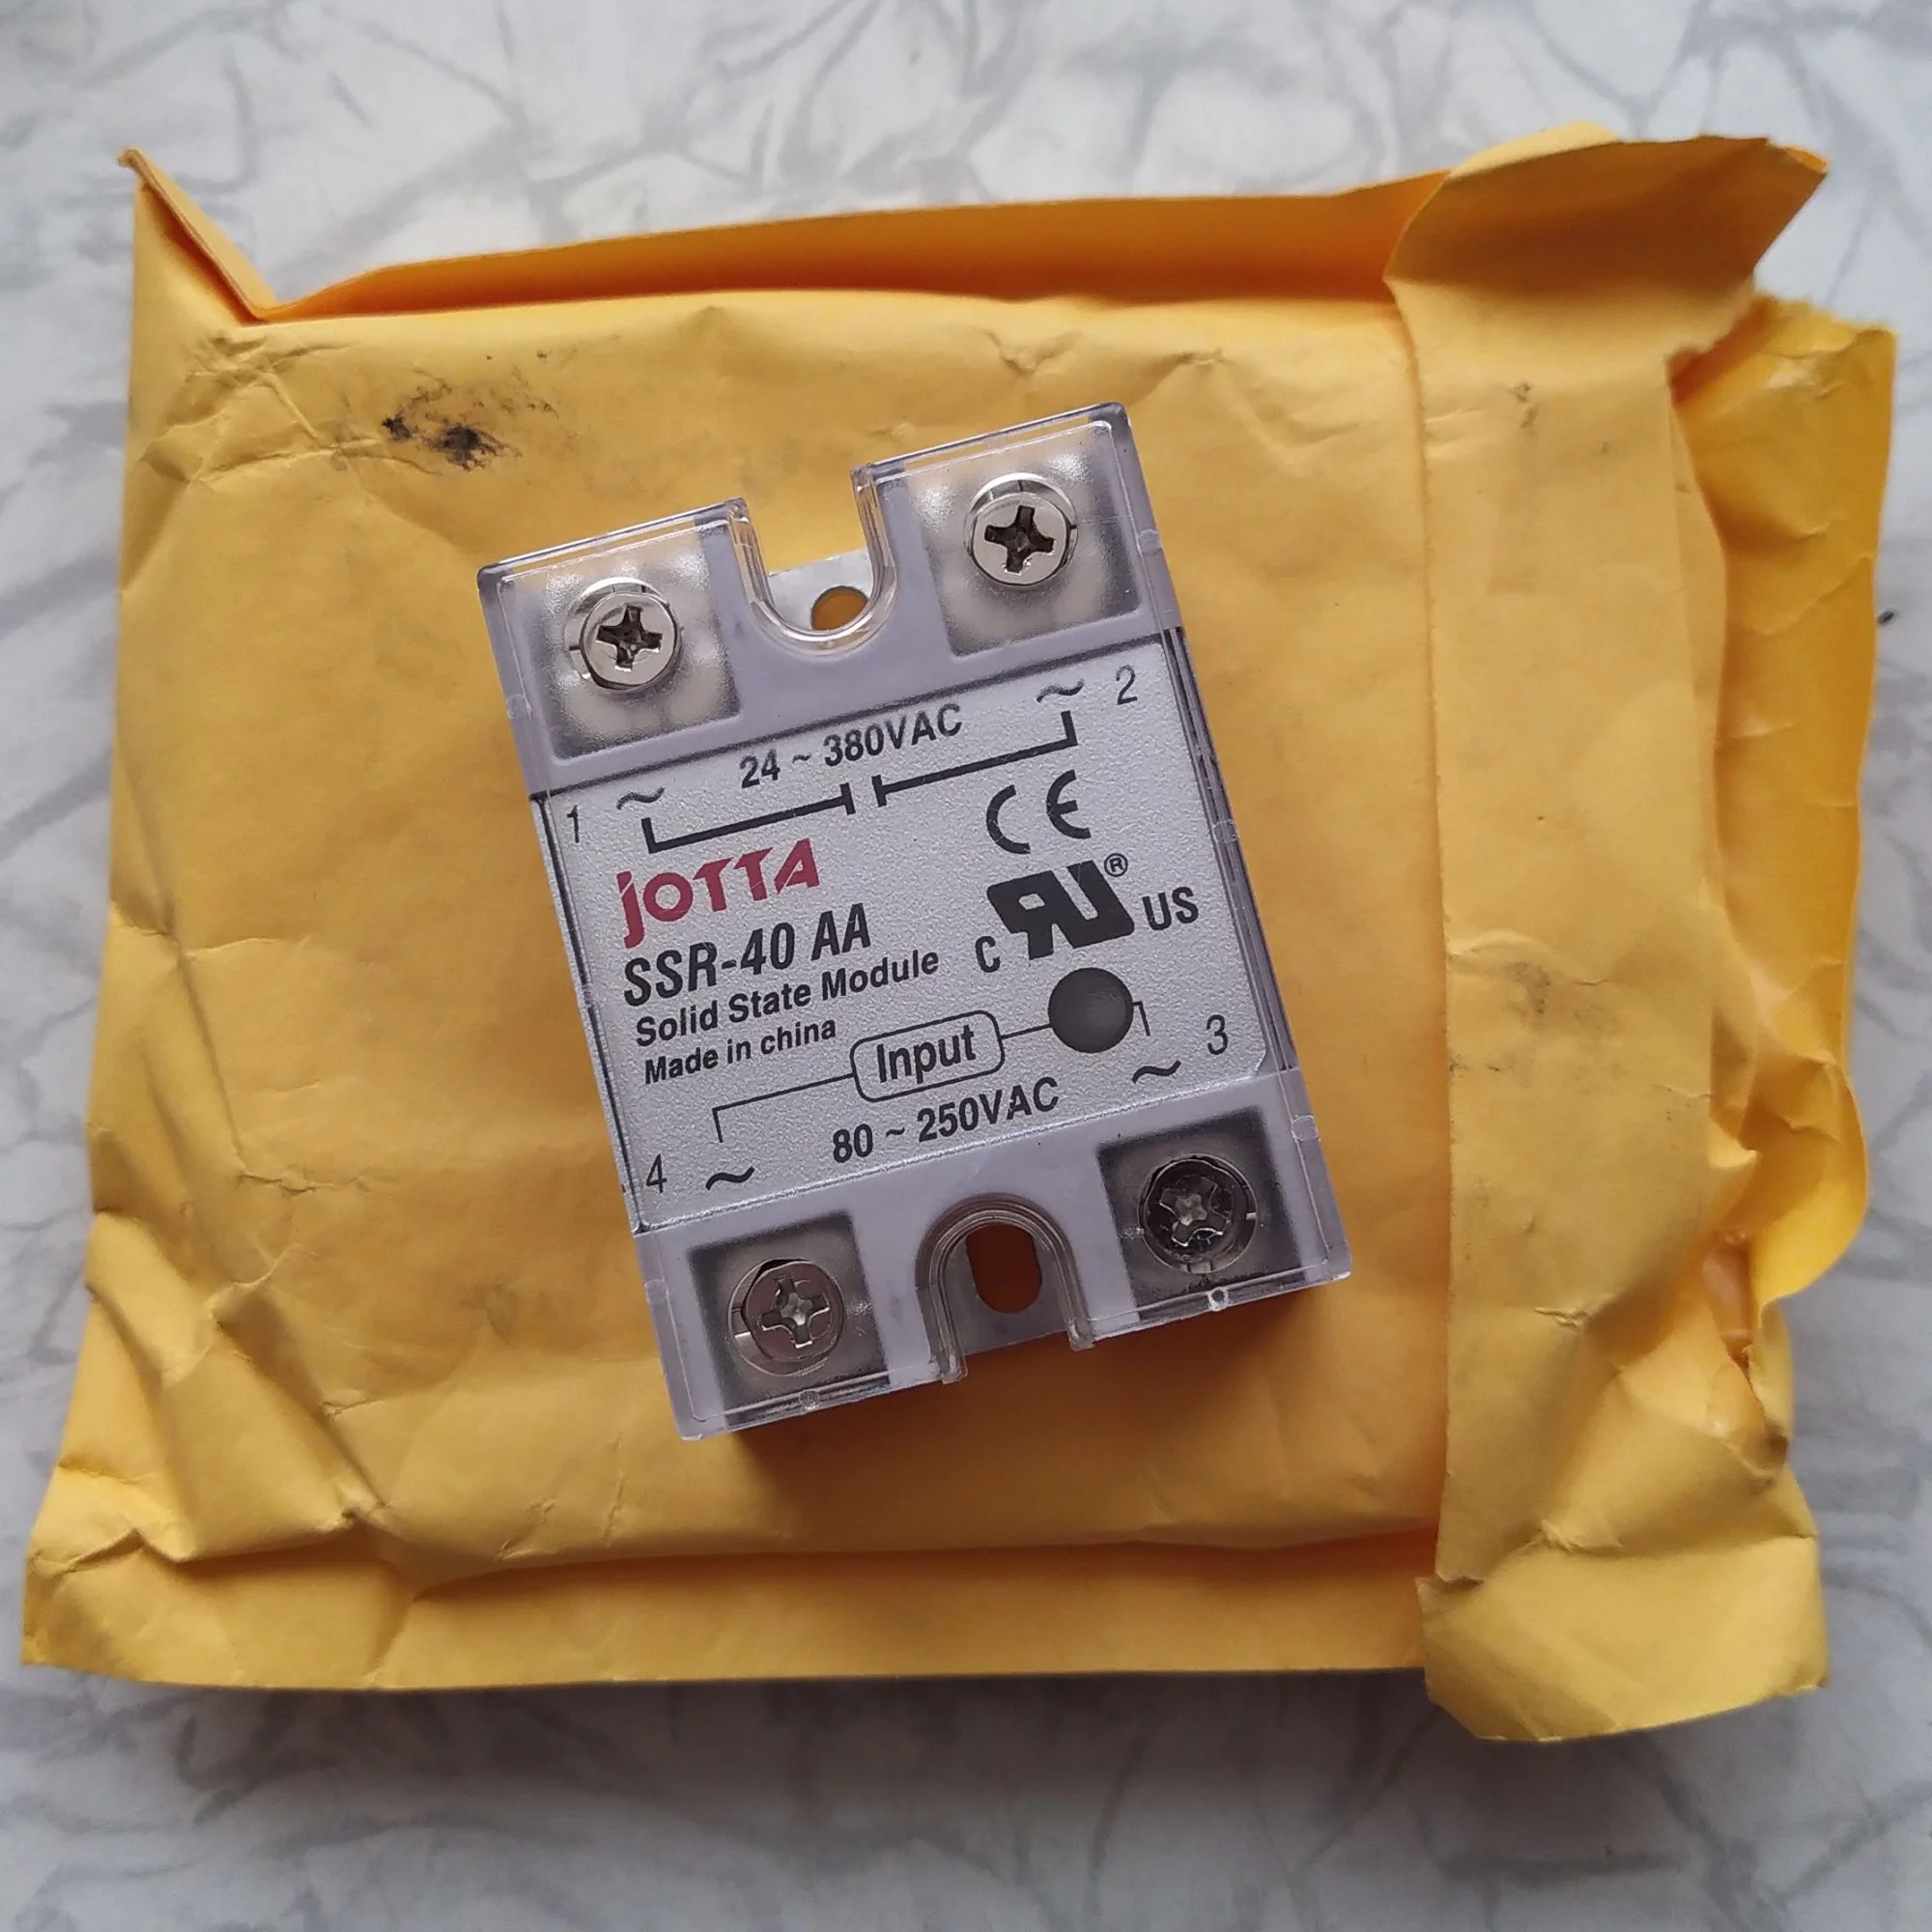 24 ~ 380VAC
1 ~
~ 2
CE
JOTTA
SSR-40 AA
Solid State Module
Made in china
c RU® US
Input
3
~
80 ~ 250VAC
4 ~